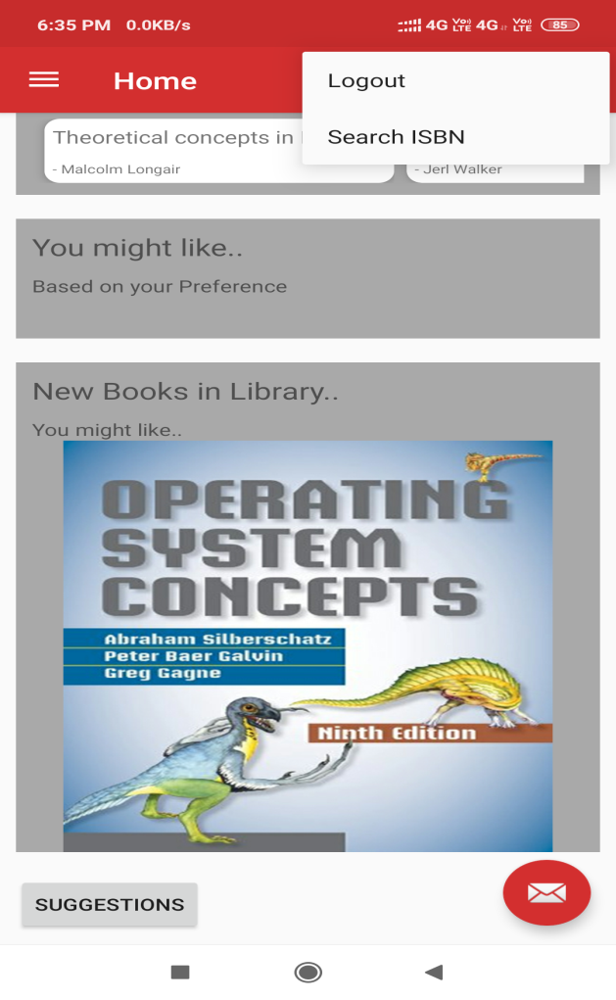 6:35 PM 0.0KB/s 4G Vo) LTE 4G Vo) LTE 85
Home
Logout
Search ISBN
Theoretical concepts in
- Malcolm Longair
- Jerl Walker
You might like..
Based on your Preference
New Books in Library..
You might like..
OPERATING
SYSTEM
CONCEPTS
Abraham Silberschatz
Peter Baer Galvin
Greg Gagne
Ninth Edition
SUGGESTIONS